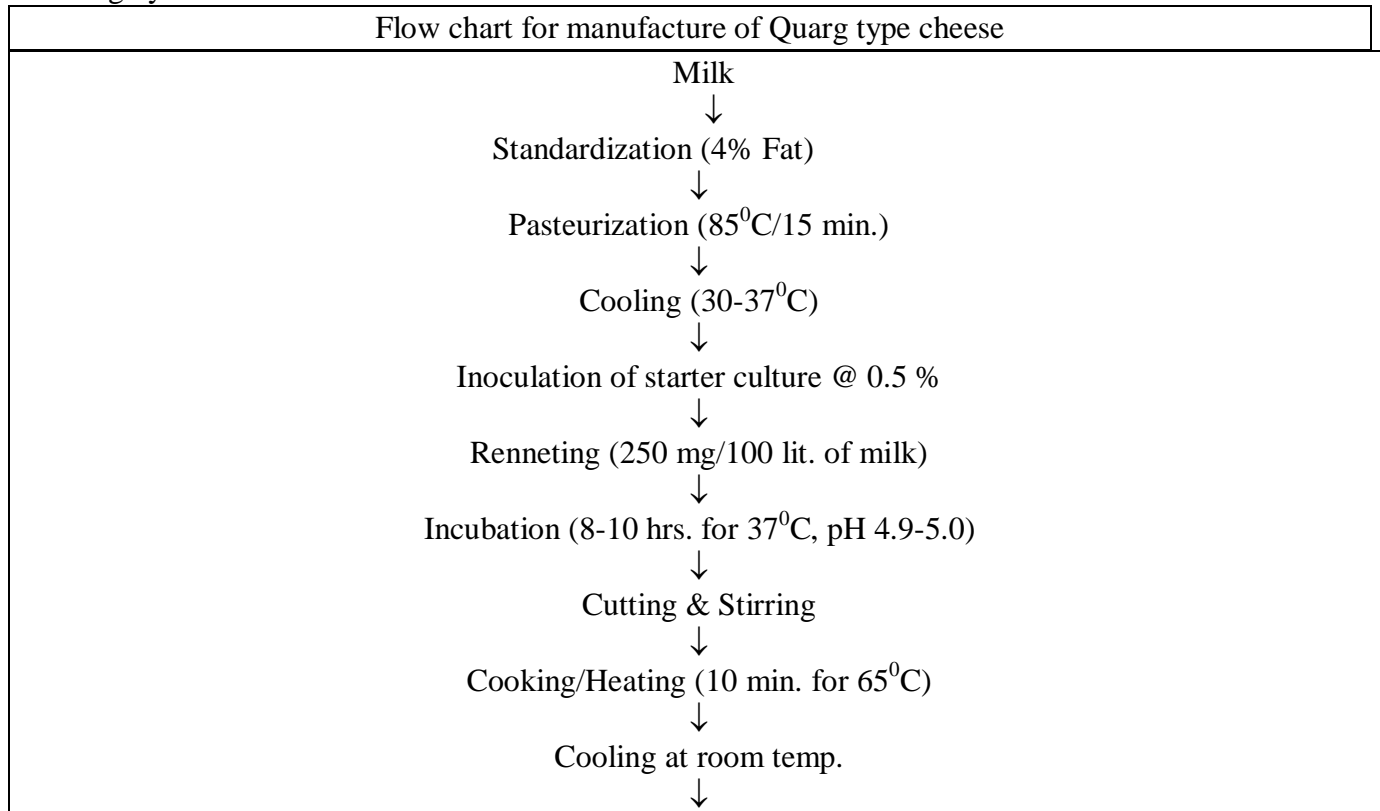 Flow chart for manufacture of Quarg type cheese
Milk
↓
Standardization (4% Fat)
↓
Pasteurization (85⁰C/15 min.)
↓
Cooling (30-37⁰C)
↓
Inoculation of starter culture @ 0.5 %
↓
Renneting (250 mg/100 lit. of milk)
↓
Incubation (8-10 hrs. for 37⁰C, pH 4.9-5.0)
↓
Cutting & Stirring
↓
Cooking/Heating (10 min. for 65⁰C)
↓
Cooling at room temp.
↓